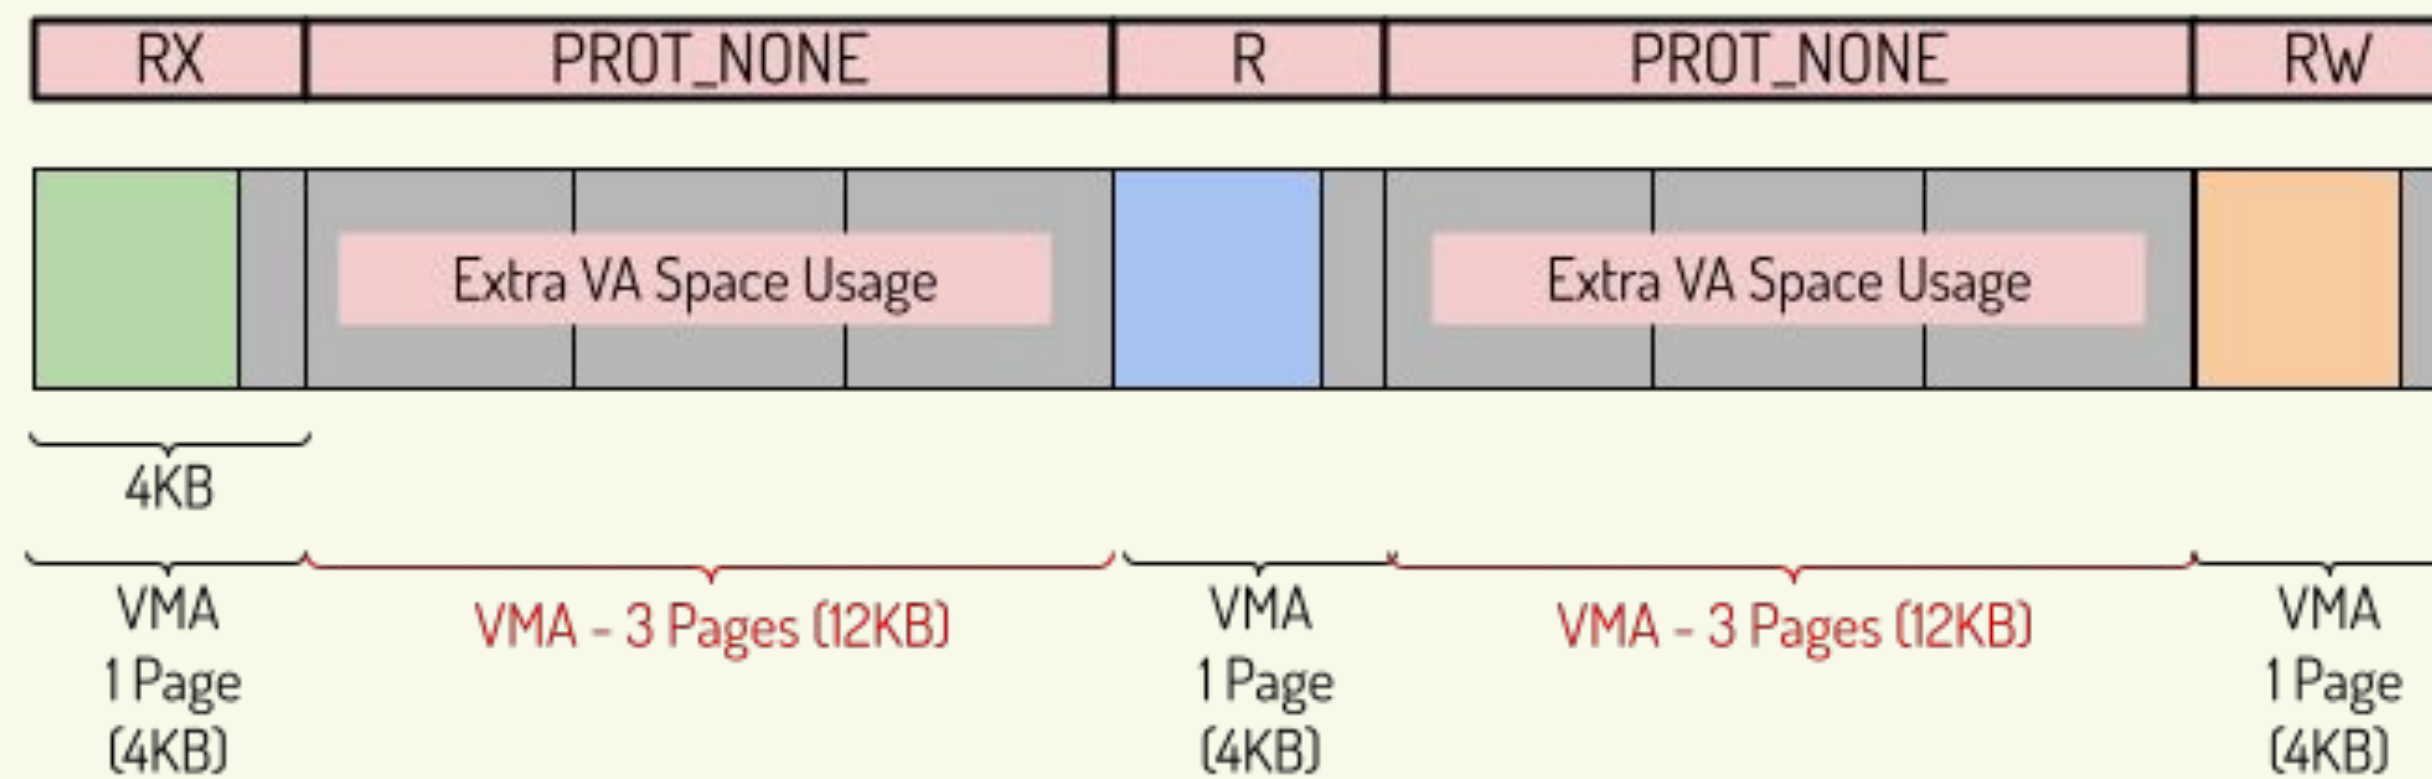 RX PROT_NONE R PROT_NONE RW
Extra VA Space Usage Extra VA Space Usage
4KB
VMA VMA - 3 Pages (12KB) VMA VMA - 3 Pages (12KB) VMA
1 Page 1 Page 1 Page
(4KB) (4KB) (4KB)